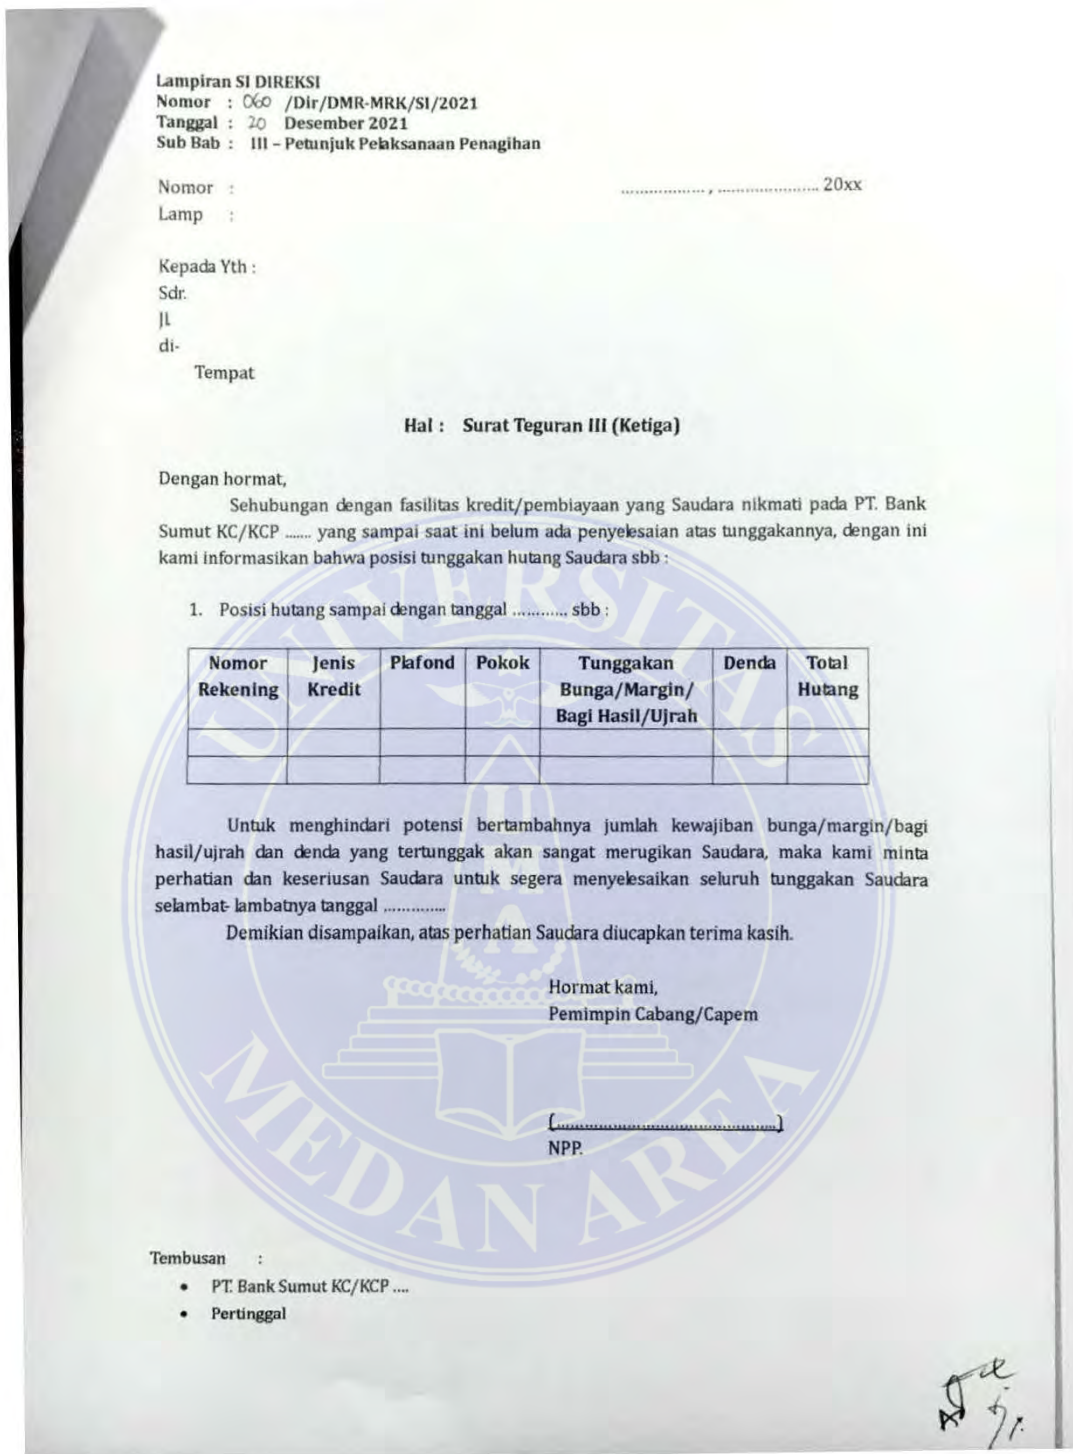 Lampiran SI DIREKSI
Nomor : 060 /Dir/DMR-MRK/SI/2021
Tanggal : 20 Desember 2021
Sub Bab : III – Petunjuk Pelaksanaan Penagihan
Nomor :
.................. , ...................... 20xx
Lamp :
Kepada Yth :
Sdr.
Jl
di-
Tempat
Hal : Surat Teguran III (Ketiga)
Dengan hormat,
Sehubungan dengan fasilitas kredit/pembiayaan yang Saudara nikmati pada PT. Bank
Sumut KC/KCP ....... yang sampai saat ini belum ada penyelesaian atas tunggakannya, dengan ini
kami informasikan bahwa posisi tunggakan hutang Saudara sbb :
1. Posisi hutang sampai dengan tanggal ............ sbb :
Nomor Jenis Plafond Pokok Tunggakan Denda Total
Rekening Kredit Bunga/Margin/ Hutang
Bagi Hasil/Ujrah
Untuk menghindari potensi bertambahnya jumlah kewajiban bunga/margin/bagi
hasil/ujrah dan denda yang tertunggak akan sangat merugikan Saudara, maka kami minta
perhatian dan keseriusan Saudara untuk segera menyelesaikan seluruh tunggakan Saudara
selambat- lambatnya tanggal ..............
Demikian disampaikan, atas perhatian Saudara diucapkan terima kasih.
Hormat kami,
Pemimpin Cabang/Capem
(............................................)
NPP.
Tembusan :
• PT. Bank Sumut KC/KCP ....
• Pertinggal
UNIVERSITAS
UMA
MEDAN AREA